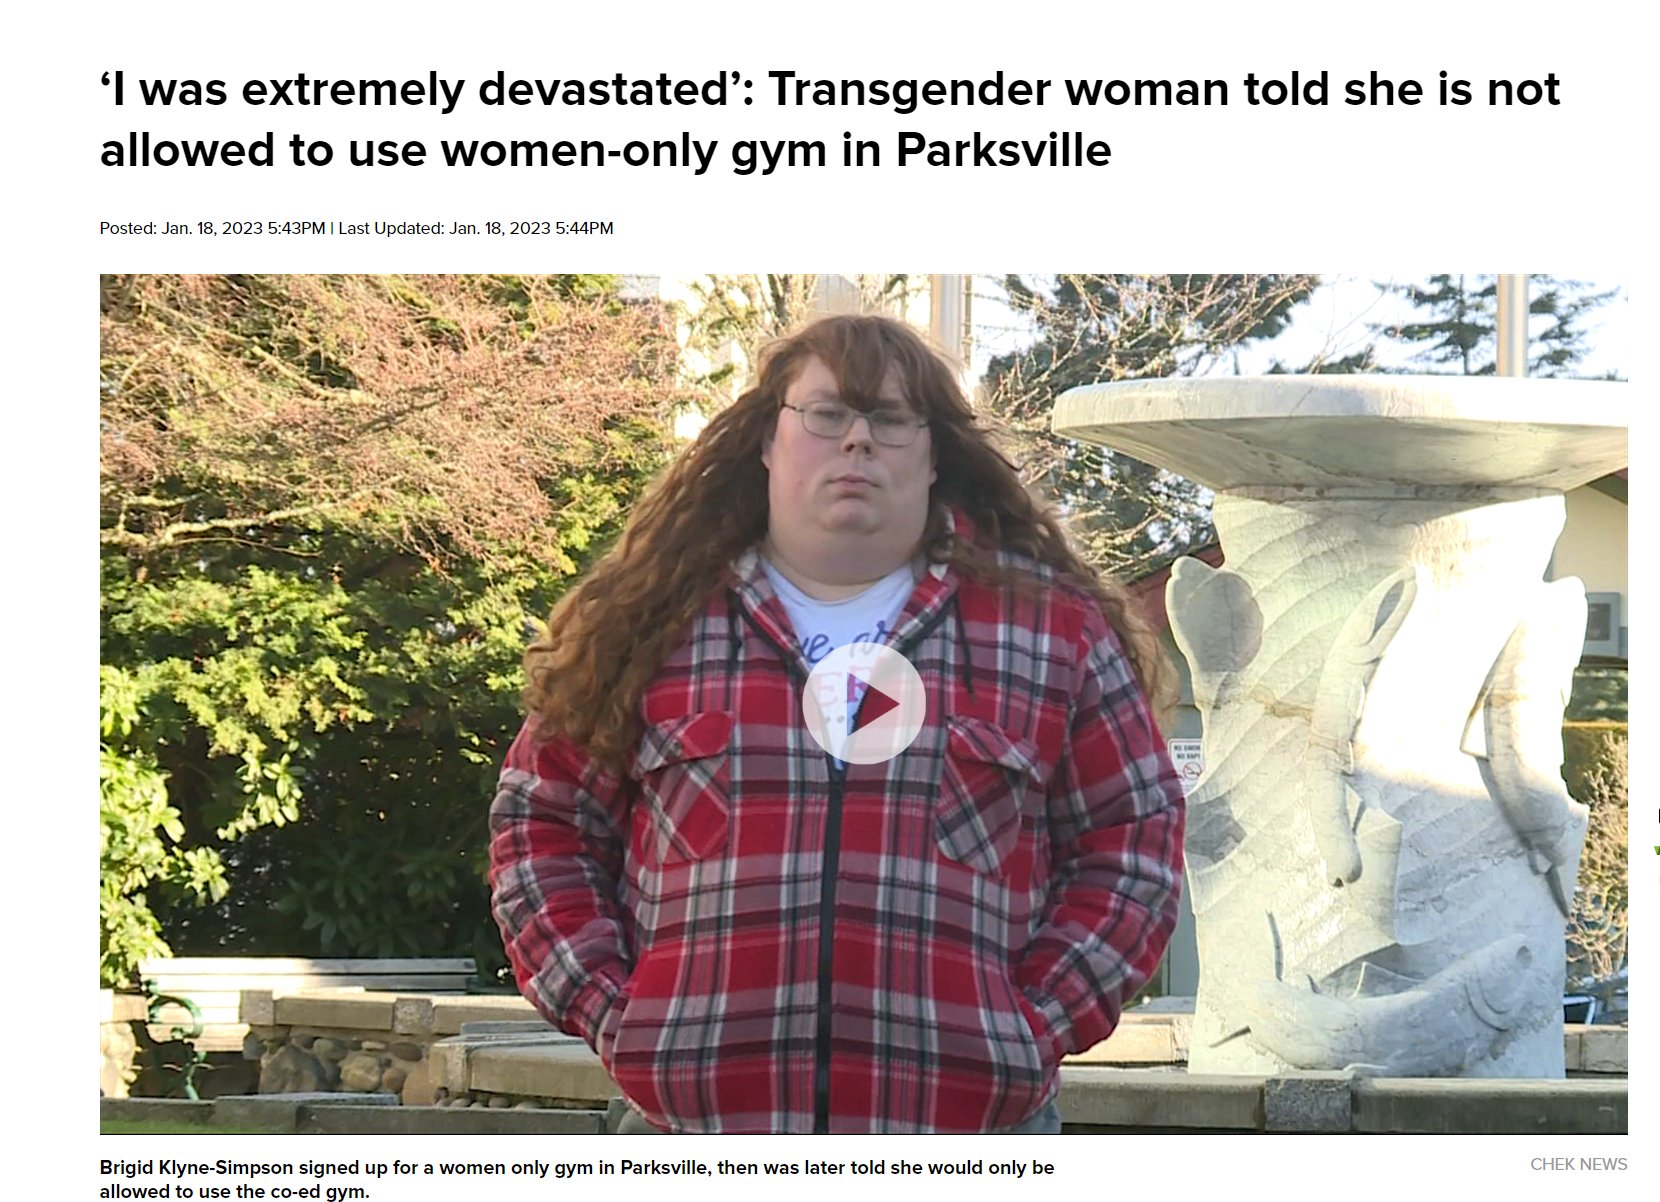 ‘I was extremely devastated’: Transgender woman told she is not
allowed to use women-only gym in Parksville
Posted: Jan. 18, 2023 5:43PM | Last Updated: Jan. 18, 2023 5:44PM
NO SMOK
Brigid Klyne-Simpson signed up for a women only gym in Parksville, then was later told she would only be
allowed to use the co-ed gym.
CHEK NEWS